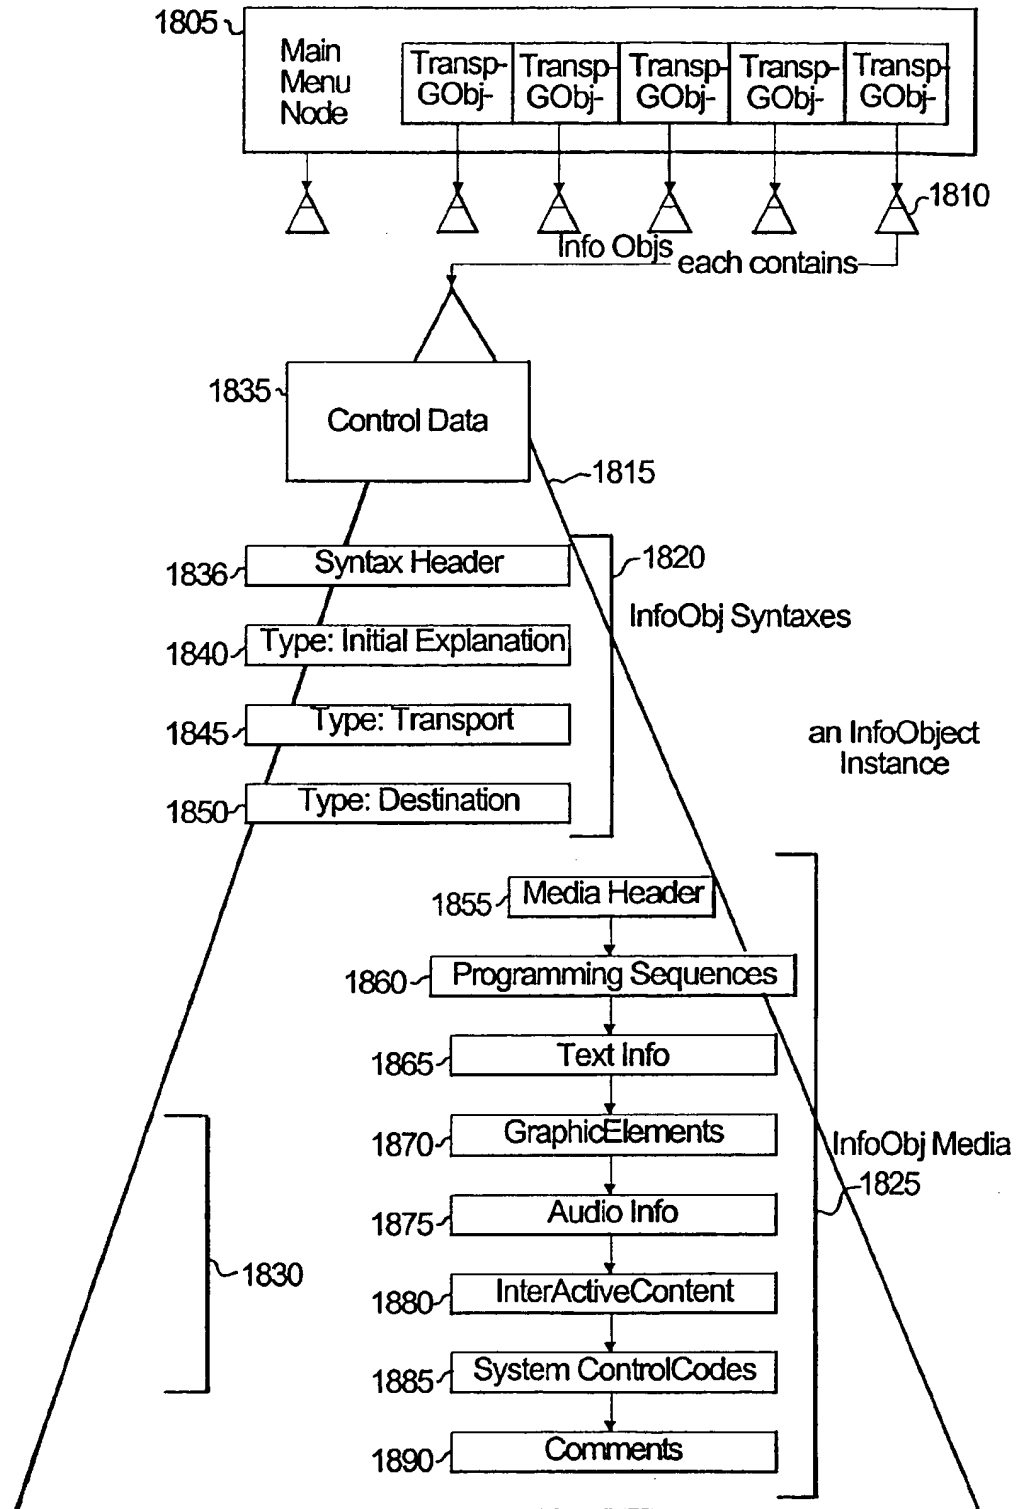 1805
Main
Menu
Node
Transp-
GObj-
Transp-
GObj-
Transp-
GObj-
Transp-
GObj-
Transp-
GObj-
1810
Info Objs
each contains
1835
Control Data
1815
1836
Syntax Header
1820
InfoObj Syntaxes
1840
Type: Initial Explanation
1845
Type: Transport
an InfoObject
Instance
1850
Type: Destination
1855
Media Header
1860
Programming Sequences
1865
Text Info
1870
GraphicElements
InfoObj Media
1825
1875
Audio Info
1830
1880
InterActiveContent
1885
System ControlCodes
1890
Comments